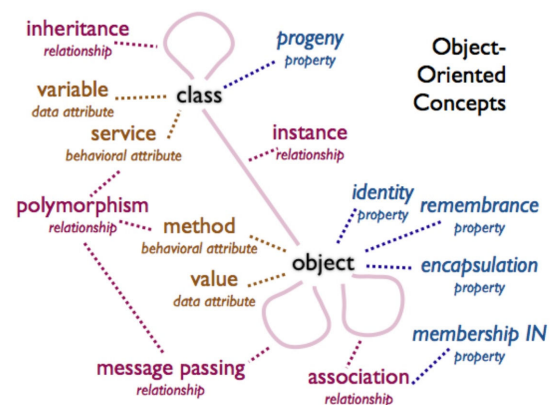 Object-
Oriented
Concepts
inheritance
relationship
progeny
property
variable
data attribute
class
service
behavioral attribute
instance
relationship
polymorphism
relationship
method
behavioral attribute
identity
property
remembrance
property
value
data attribute
object
encapsulation
property
membership IN
property
message passing
relationship
association
relationship